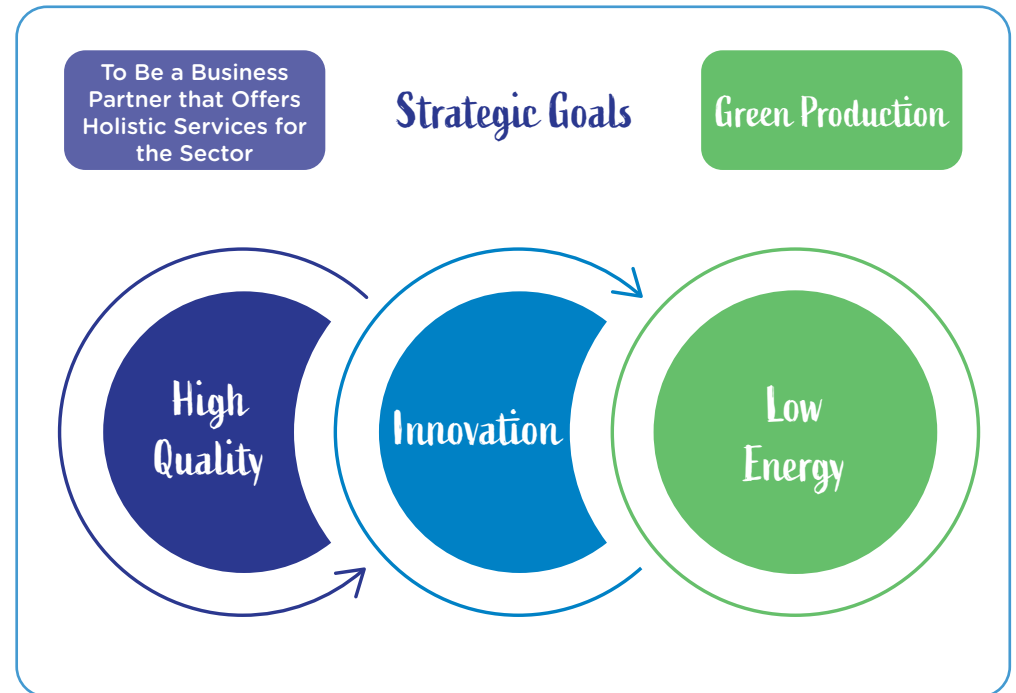 To Be a Business
Partner that Offers
Holistic Services for
the Sector
Strategic Goals
Green Production
High
Quality
Innovation
Low
Energy